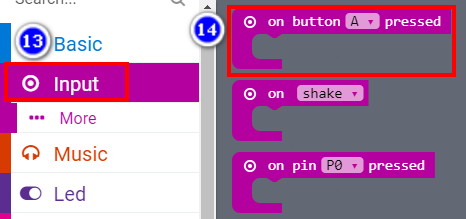 Search...
13
Basic
Input
More
Music
Led
14
on button A pressed
on shake
on pin P0 pressed